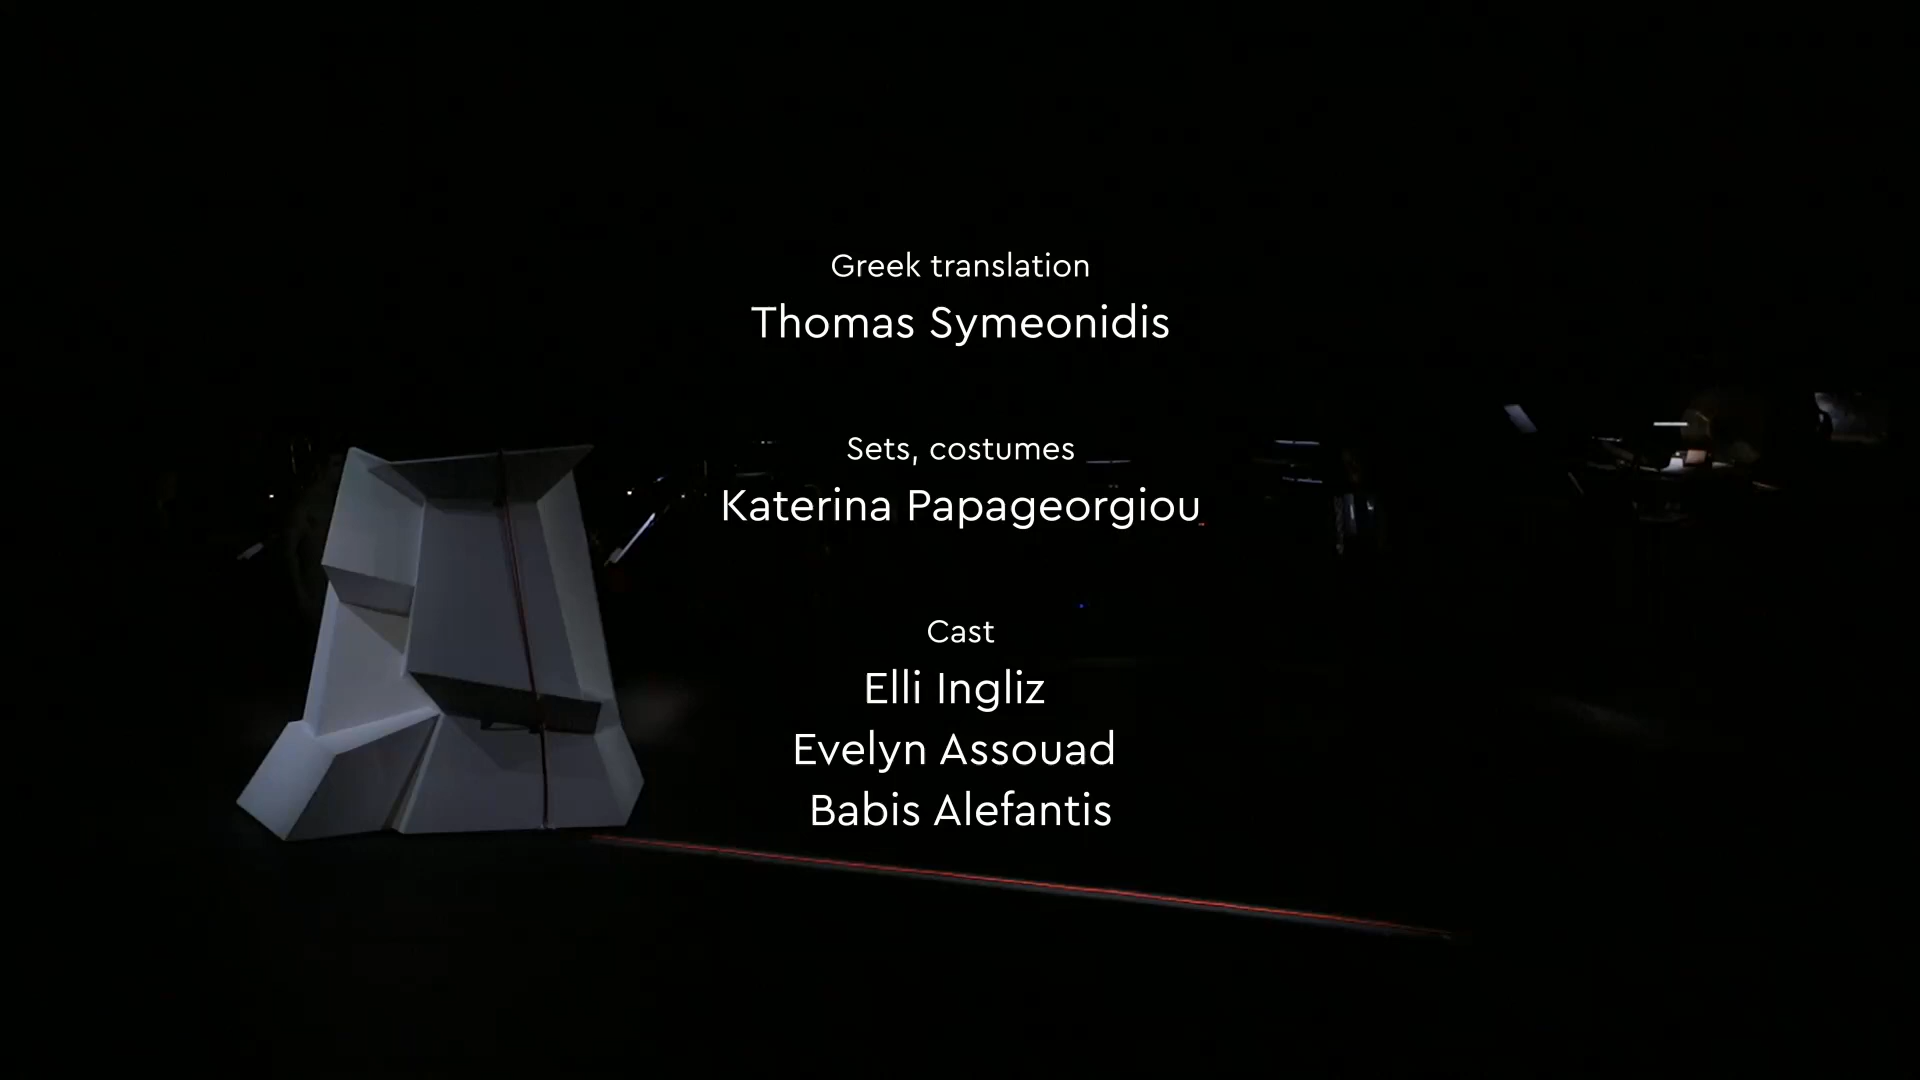 Greek translation
Thomas Symeonidis
Sets, costumes
Katerina Papageorgiou
Cast
Elli Ingliz
Evelyn Assouad
Babis Alefantis